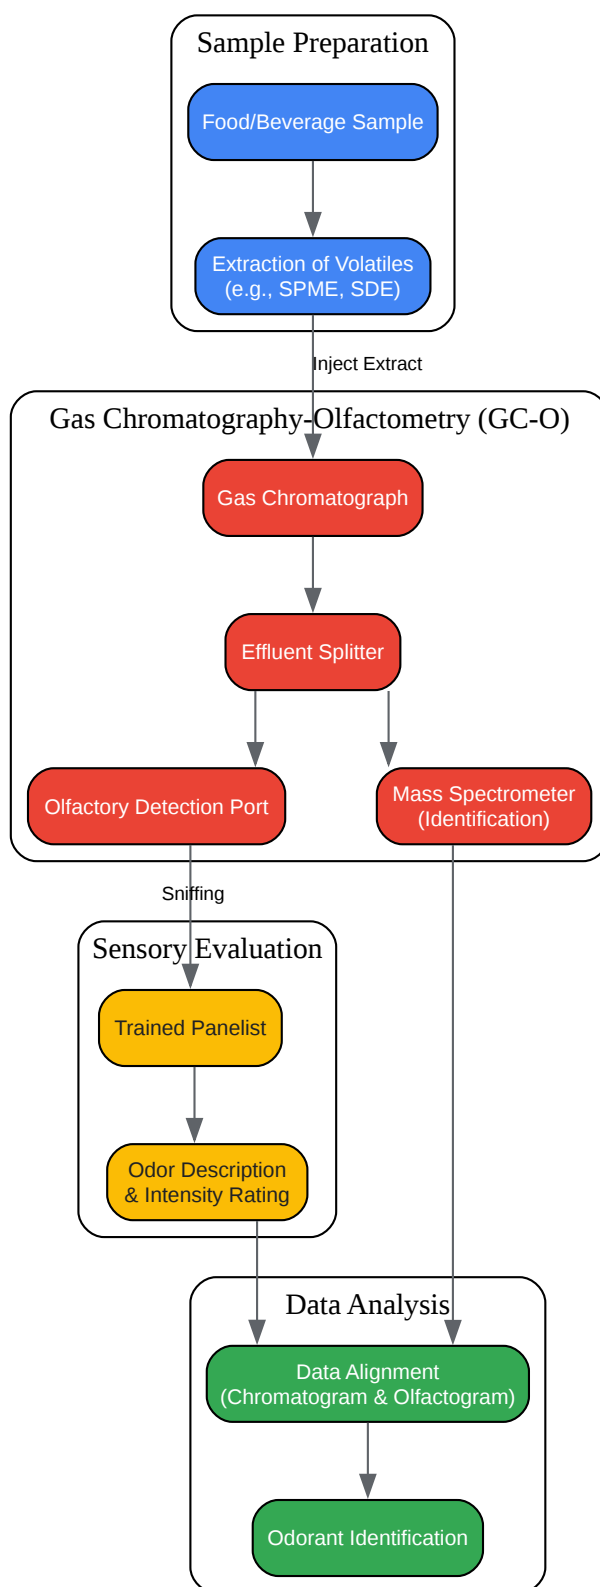 Sample Preparation
Food/Beverage Sample
Extraction of Volatiles
(e.g., SPME, SDE)
Inject Extract
Gas Chromatography-Olfactometry (GC-O)
Gas Chromatograph
Effluent Splitter
Olfactory Detection Port
Mass Spectrometer
(Identification)
Sniffing
Sensory Evaluation
Trained Panelist
Odor Description
& Intensity Rating
Data Analysis
Data Alignment
(Chromatogram & Olfactogram)
Odorant Identification